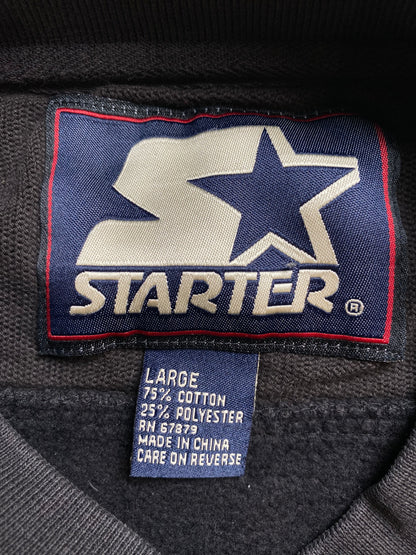 STARTER®
LARGE
75% COTTON
25% POLYESTER
RN 67879
MADE IN CHINA
CARE ON REVERSE